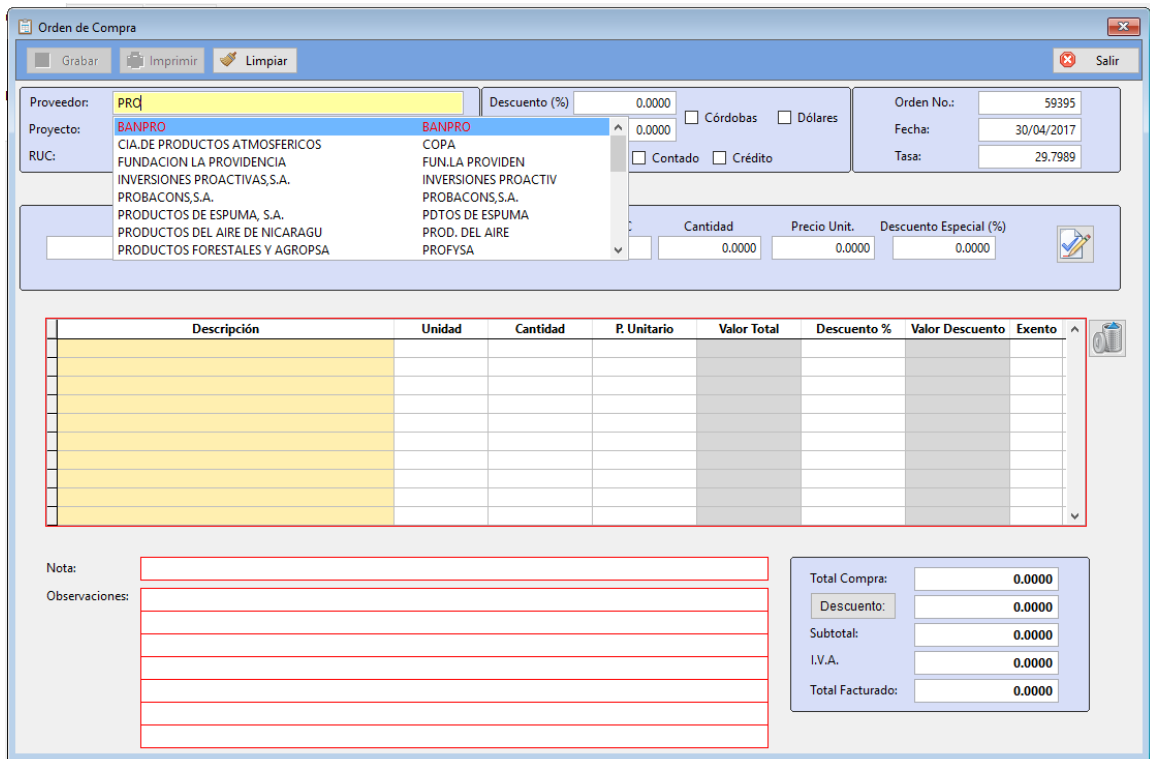 Orden de Compra
Grabar Imprimir Limpiar Salir
Proveedor: PRO Descuento (%) 0.0000 Córdobas Dólares Orden No.: 59395
Proyecto: 0.0000 Fecha: 30/04/2017
RUC: Contado Crédito Tasa: 29.7989
BANPRO BANPRO
CIA.DE PRODUCTOS ATMOSFERICOS COPA
FUNDACION LA PROVIDENCIA FUN.LA PROVIDEN
INVERSIONES PROACTIVAS,S.A. INVERSIONES PROACTIV
PROBACONS,S.A. PROBACONS,S.A.
PRODUCTOS DE ESPUMA, S.A. PDTOS DE ESPUMA
PRODUCTOS DEL AIRE DE NICARAGU PROD. DEL AIRE
PRODUCTOS FORESTALES Y AGROPSA PROFYSA
Cantidad Precio Unit. Descuento Especial (%)
0.0000 0.0000 0.0000
Descripción Unidad Cantidad P. Unitario Valor Total Descuento % Valor Descuento Exento
Nota:
Observaciones:
Total Compra: 0.0000
Descuento: 0.0000
Subtotal: 0.0000
I.V.A. 0.0000
Total Facturado: 0.0000